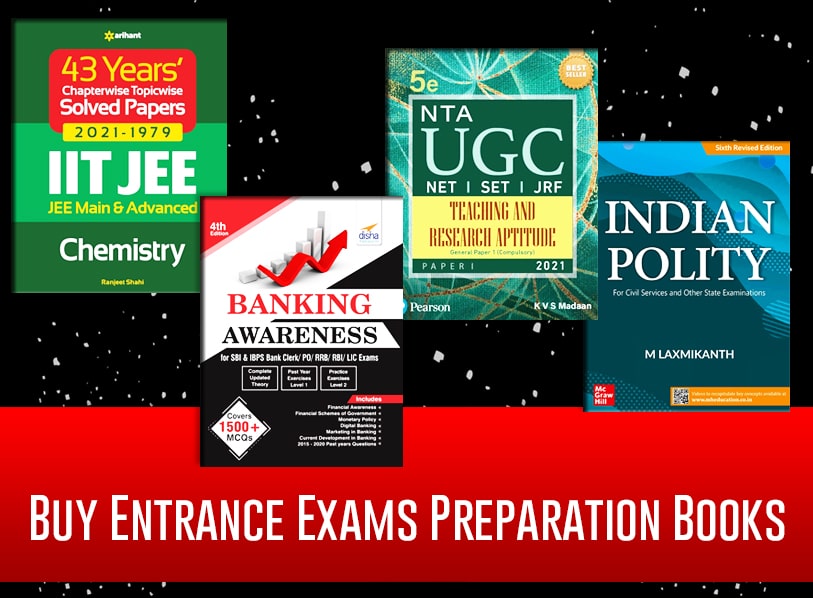 arihant
43 Years'
Chapterwise Topicwise
Solved Papers
2021-1979
IIT JEE
JEE Main & Advanced
Chemistry
Ranjeet Shahi
4th
Edition
disha
BANKING
AWARENESS
for SBI & IBPS Bank Clerk/ PO/ RRB/ RBI/ LIC Exams
Complete
Updated
Theory
Past Year
Exercises
Level 1
Practice
Exercises
Level 2
Includes
Financial Awareness
Financial Schemes of Government
Monetary Policy
Digital Banking
Marketing in Banking
Current Development in Banking
2015 - 2020 Past years Questions
Covers
1500+
MCQs
5e
BEST
SELLER
NTA
UGC
NET | SET | JRF
TEACHING AND
RESEARCH APTITUDE
General Paper 1 (Compulsory)
PAPER I 2021
Pearson
K V S Madaan
Sixth Revised Edition
INDIAN
POLITY
For Civil Services and Other State Examinations
M LAXMIKANTH
Mc
Graw
Hill
Buy Entrance Exams Preparation Books